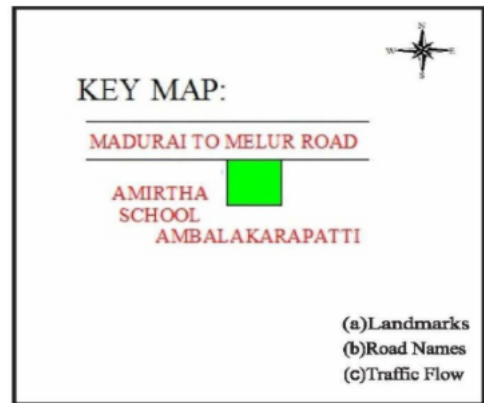 N
W E
S
KEY MAP:
MADURAI TO MELUR ROAD
AMIRTHA
SCHOOL
AMBALAKARAPATTI
(a)Landmarks
(b)Road Names
(c)Traffic Flow